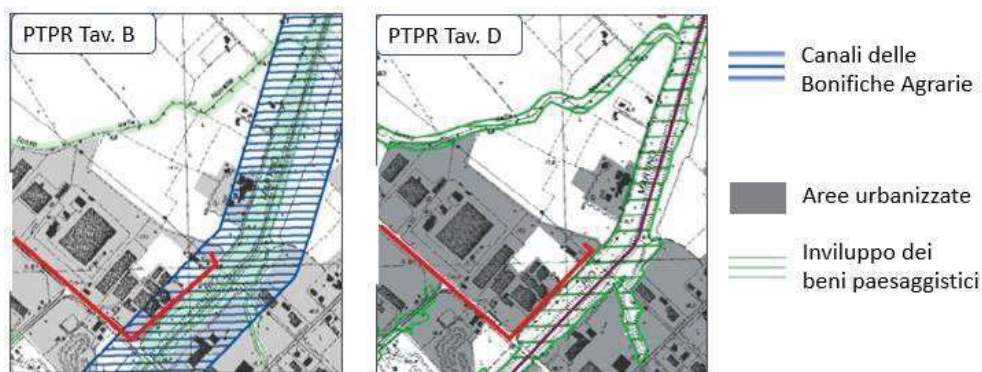 PTPR Tav. B
PTPR Tav. D
Canali delle
Bonifiche Agrarie
Aree urbanizzate
Inviluppo dei
beni paesaggistici